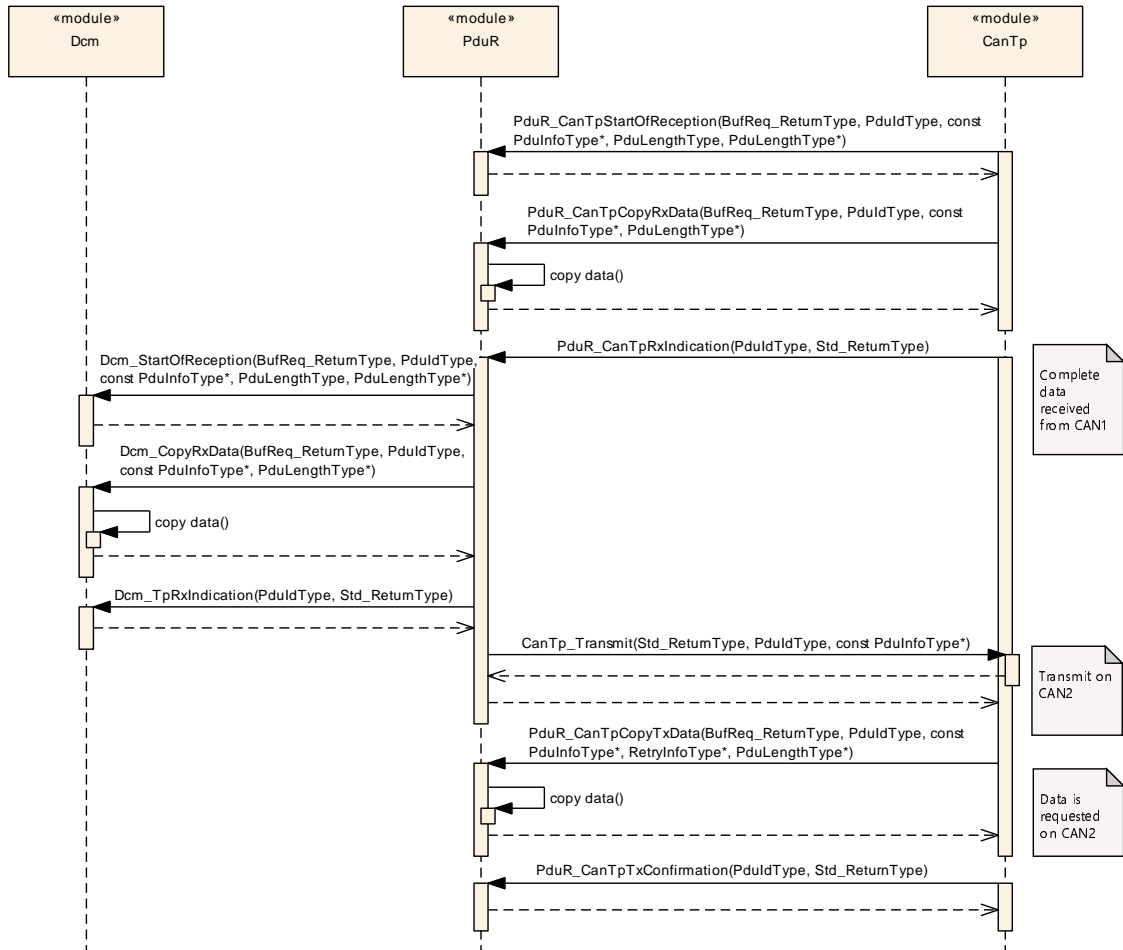 «module»
Dcm
«module»
PduR
«module»
CanTp
PduR_CanTpStartOfReception(BufReq_ReturnType, PduIdType, const
PduInfoType*, PduLengthType, PduLengthType*)
PduR_CanTpCopyRxData(BufReq_ReturnType, PduIdType, const
PduInfoType*, PduLengthType*)
copy data()
PduR_CanTpRxIndication(PduIdType, Std_ReturnType)
Complete
data
received
from CAN1
Dcm_StartOfReception(BufReq_ReturnType, PduIdType,
const PduInfoType*, PduLengthType, PduLengthType*)
Dcm_CopyRxData(BufReq_ReturnType, PduIdType,
const PduInfoType*, PduLengthType*)
copy data()
Dcm_TpRxIndication(PduIdType, Std_ReturnType)
CanTp_Transmit(Std_ReturnType, PduIdType, const PduInfoType*)
Transmit on
CAN2
PduR_CanTpCopyTxData(BufReq_ReturnType, PduIdType, const
PduInfoType*, RetryInfoType*, PduLengthType*)
copy data()
Data is
requested
on CAN2
PduR_CanTpTxConfirmation(PduIdType, Std_ReturnType)